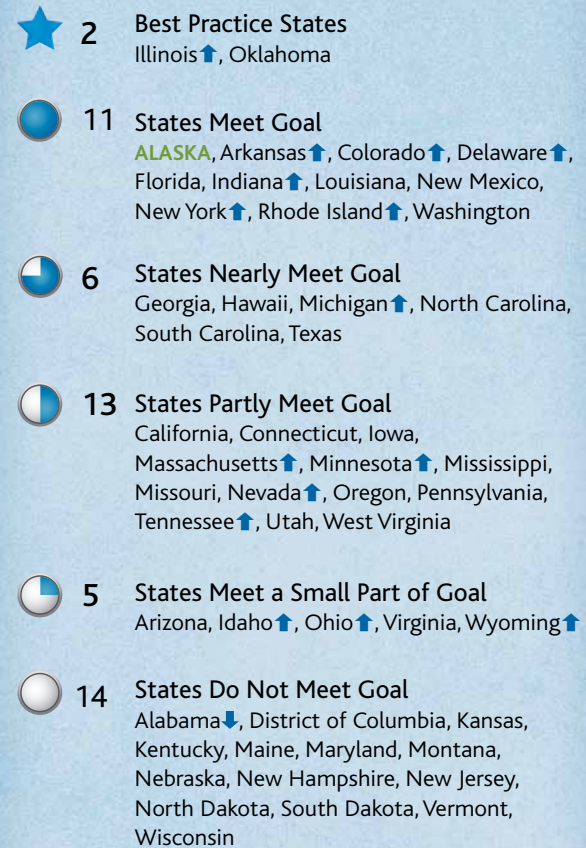 2 Best Practice States
Illinois⬆, Oklahoma
11 States Meet Goal
ALASKA, Arkansas⬆, Colorado⬆, Delaware⬆,
Florida, Indiana⬆, Louisiana, New Mexico,
New York⬆, Rhode Island⬆, Washington
6 States Nearly Meet Goal
Georgia, Hawaii, Michigan⬆, North Carolina,
South Carolina, Texas
13 States Partly Meet Goal
California, Connecticut, Iowa,
Massachusetts⬆, Minnesota⬆, Mississippi,
Missouri, Nevada⬆, Oregon, Pennsylvania,
Tennessee⬆, Utah, West Virginia
5 States Meet a Small Part of Goal
Arizona, Idaho⬆, Ohio⬆, Virginia, Wyoming⬆
14 States Do Not Meet Goal
Alabama⬇, District of Columbia, Kansas,
Kentucky, Maine, Maryland, Montana,
Nebraska, New Hampshire, New Jersey,
North Dakota, South Dakota, Vermont,
Wisconsin